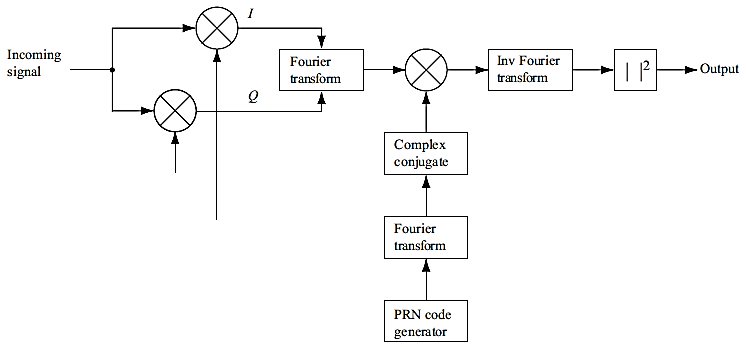 I
Incoming
signal
Fourier
transform
Inv Fourier
transform
| |²
Output
Q
Complex
conjugate
Fourier
transform
PRN code
generator